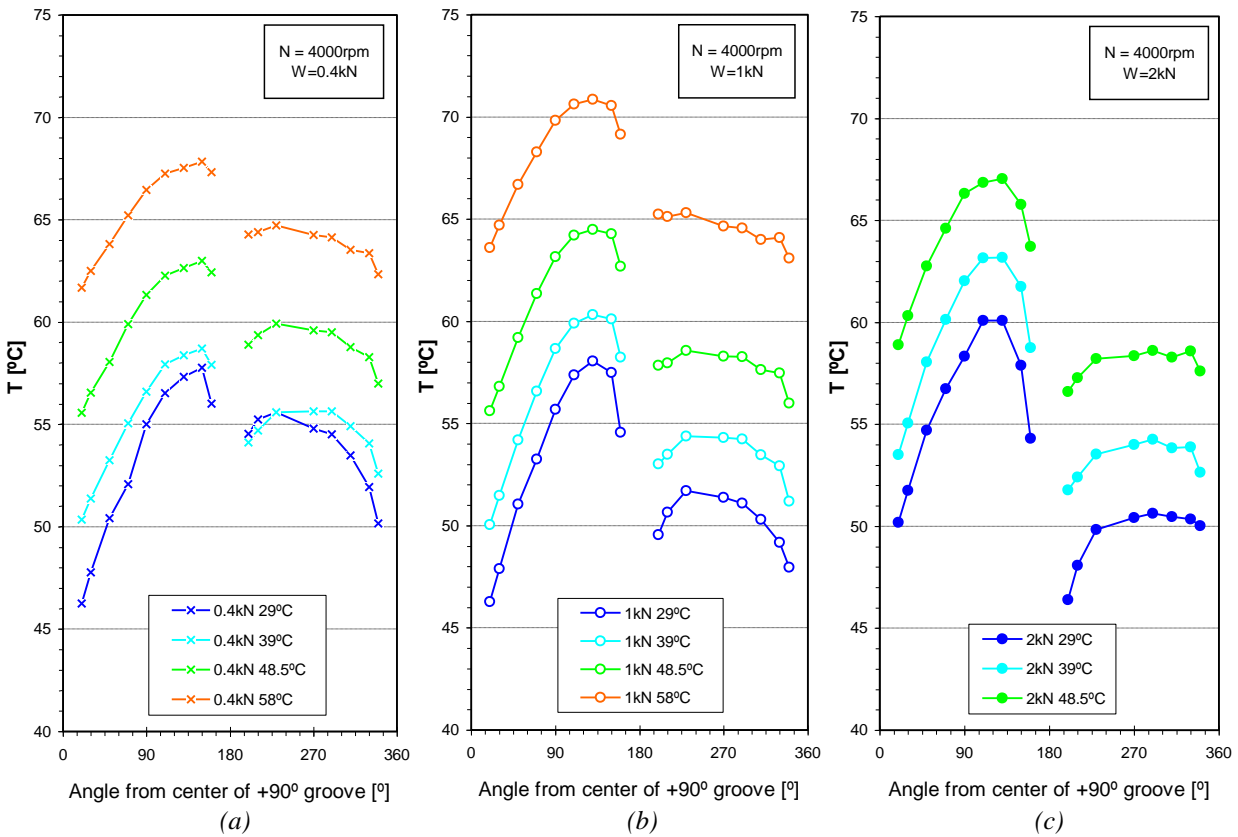 75
70
65
60
55
50
45
40
T [ºC]
N = 4000rpm
W=0.4kN
0.4kN 29ºC
0.4kN 39ºC
0.4kN 48.5ºC
0.4kN 58ºC
0 90 180 270 360
Angle from center of +90º groove [º]
(a)
75
70
65
60
55
50
45
40
T [ºC]
N = 4000rpm
W=1kN
1kN 29ºC
1kN 39ºC
1kN 48.5ºC
1kN 58ºC
0 90 180 270 360
Angle from center of +90º groove [º]
(b)
75
70
65
60
55
50
45
40
T [ºC]
N = 4000rpm
W=2kN
2kN 29ºC
2kN 39ºC
2kN 48.5ºC
0 90 180 270 360
Angle from center of +90º groove [º]
(c)